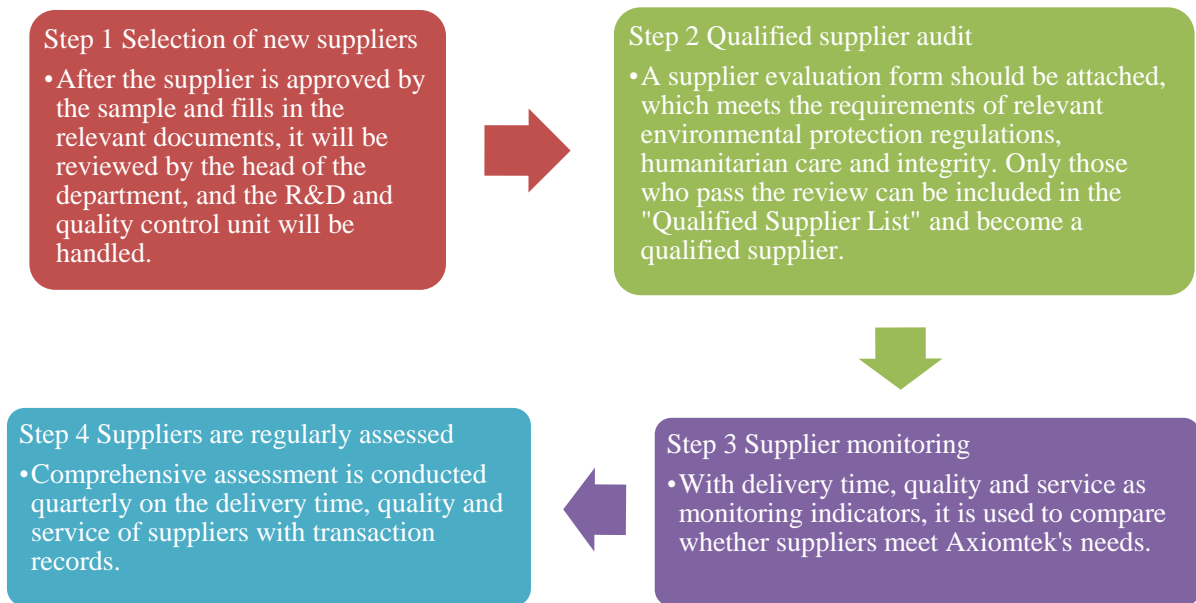 Step 1 Selection of new suppliers
•After the supplier is approved by
the sample and fills in the
relevant documents, it will be
reviewed by the head of the
department, and the R&D and
quality control unit will be
handled.
Step 2 Qualified supplier audit
•A supplier evaluation form should be attached,
which meets the requirements of relevant
environmental protection regulations,
humanitarian care and integrity. Only those
who pass the review can be included in the
"Qualified Supplier List" and become a
qualified supplier.
Step 3 Supplier monitoring
•With delivery time, quality and service as
monitoring indicators, it is used to compare
whether suppliers meet Axiomtek's needs.
Step 4 Suppliers are regularly assessed
•Comprehensive assessment is conducted
quarterly on the delivery time, quality and
service of suppliers with transaction
records.